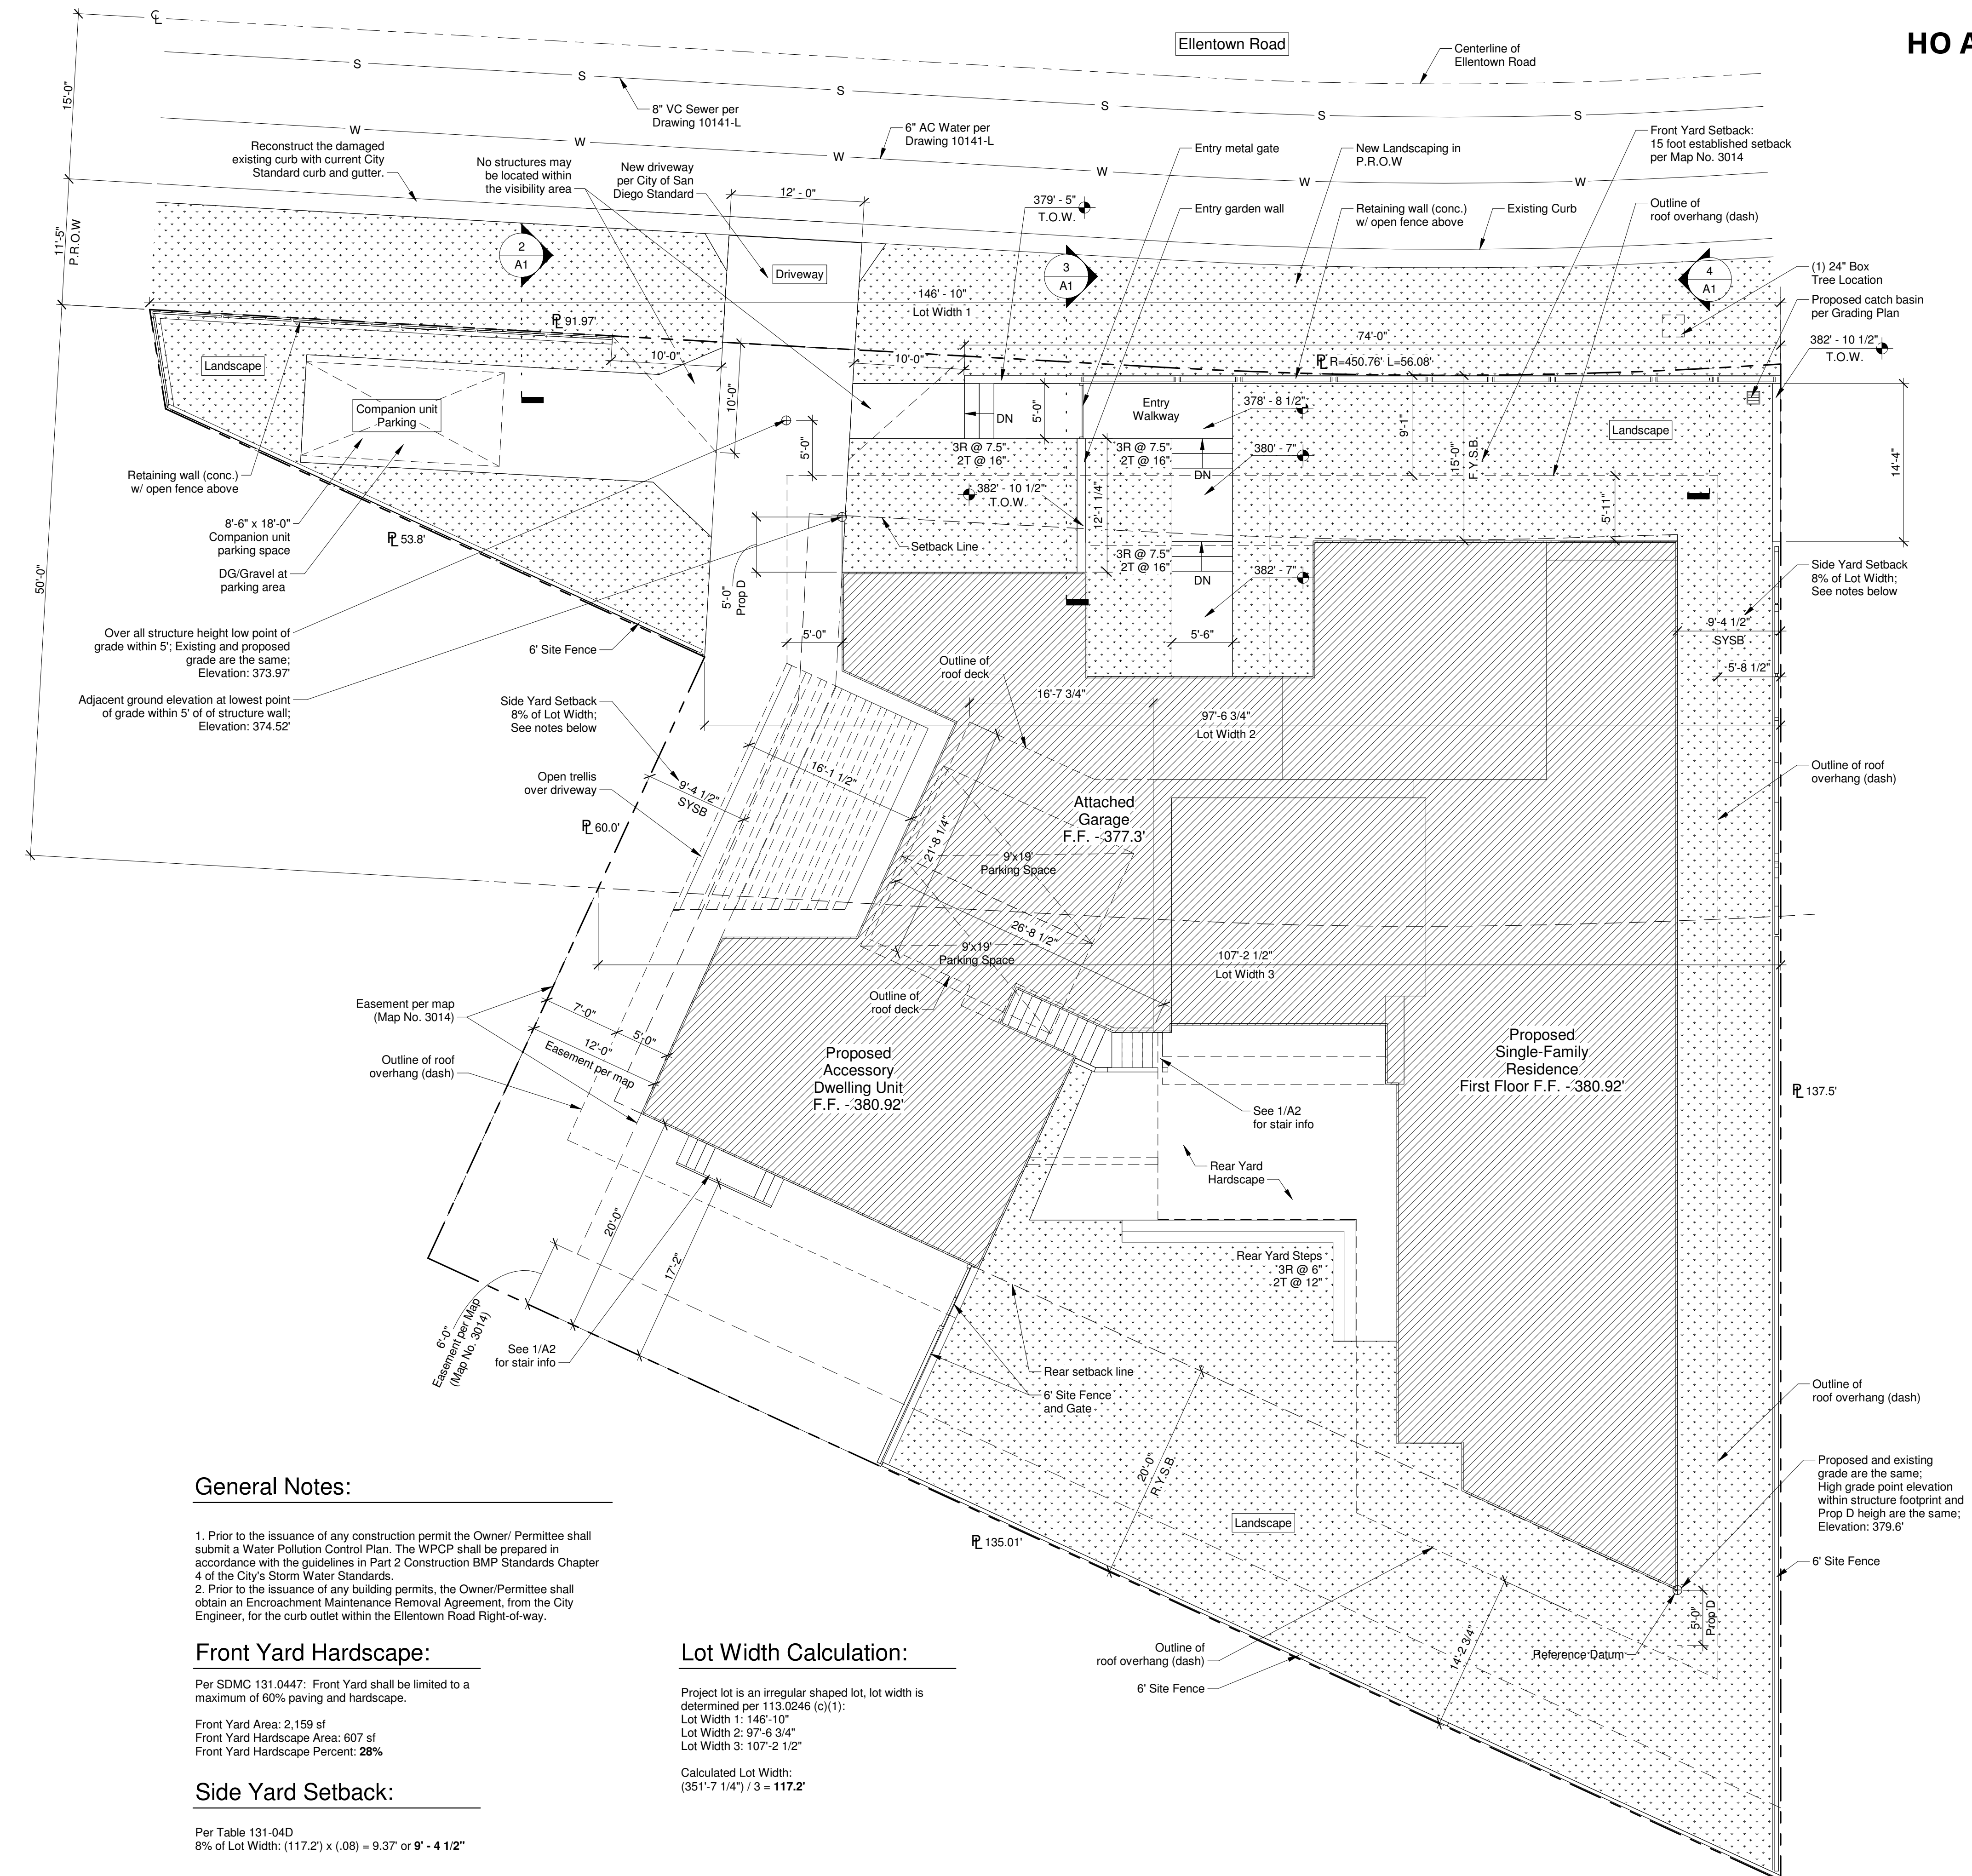 HO A
Ellentown Road
Centerline of
Ellentown Road
15'-0"
S
S
S
S
S
S
8" VC Sewer per
Drawing 10141-L
6" AC Water per
Drawing 10141-L
W
W
W
W
W
W
Reconstruct the damaged
existing curb with current City
Standard curb and gutter.
No structures may
be located within
the visibility area
New driveway
per City of San
Diego Standard
12' - 0"
Entry metal gate
New Landscaping in
P.R.O.W
Front Yard Setback:
15 foot established setback
per Map No. 3014
379' - 5"
T.O.W.
Entry garden wall
Retaining wall (conc.)
w/ open fence above
Existing Curb
Outline of
roof overhang (dash)
11'-5"
P.R.O.W
2
A1
3
A1
4
A1
Driveway
(1) 24" Box
Tree Location
Proposed catch basin
per Grading Plan
382' - 10 1/2"
T.O.W.
146' - 10"
Lot Width 1
74'-0"
PL 91.97'
10'-0"
10'-0"
PL R=450.76' L=56.08'
Landscape
Companion unit
Parking
10'-0"
5'-0"
DN
5'-0"
Entry
Walkway
378' - 8 1/2"
9'-1"
15'-0"
F.Y.S.B.
Landscape
14'-4"
3R @ 7.5"
2T @ 16"
3R @ 7.5"
2T @ 16"
DN
380' - 7"
382' - 10 1/2"
T.O.W.
12'-1 1/4"
5'-11"
Retaining wall (conc.)
w/ open fence above
8'-6" x 18'-0"
Companion unit
parking space
PL 53.8'
Setback Line
3R @ 7.5"
2T @ 16"
DN
382' - 7"
DG/Gravel at
parking area
50'-0"
5'-0"
Prop D
Side Yard Setback
8% of Lot Width;
See notes below
Over all structure height low point of
grade within 5'; Existing and proposed
grade are the same;
Elevation: 373.97'
6' Site Fence
5'-0"
5'-6"
9'-4 1/2"
SYSB
5'-8 1/2"
Outline of
roof deck
Adjacent ground elevation at lowest point
of grade within 5' of of structure wall;
Elevation: 374.52'
Side Yard Setback
8% of Lot Width;
See notes below
16'-7 3/4"
97'-6 3/4"
Lot Width 2
Open trellis
over driveway
16'-1 1/2"
9'-4 1/2"
SYSB
Outline of roof
overhang (dash)
Attached
Garage
F.F. - 377.3'
PL 60.0'
21'-8 1/4"
9'x19'
Parking Space
26'-8 1/2"
9'x19'
Parking Space
107'-2 1/2"
Lot Width 3
Easement per map
(Map No. 3014)
7'-0"
5'-0"
12'-0"
Easement per map
Outline of
roof deck
Outline of roof
overhang (dash)
Proposed
Accessory
Dwelling Unit
F.F. - 380.92'
Proposed
Single-Family
Residence
First Floor F.F. - 380.92'
PL 137.5'
See 1/A2
for stair info
Rear Yard
Hardscape
20'-0"
17'-2"
Rear Yard Steps
3R @ 6"
2T @ 12"
6'-0"
Easement per Map
(Map No. 3014)
See 1/A2
for stair info
Rear setback line
6' Site Fence
and Gate
Outline of
roof overhang (dash)
20'-0"
R.Y.S.B.
Proposed and existing
grade are the same;
High grade point elevation
within structure footprint and
Prop D heigh are the same;
Elevation: 379.6'
Landscape
PL 135.01'
6' Site Fence
5'-0"
Prop D
14'-2 3/4"
Reference Datum
Outline of
roof overhang (dash)
6' Site Fence
General Notes:
1. Prior to the issuance of any construction permit the Owner/ Permittee shall
submit a Water Pollution Control Plan. The WPCP shall be prepared in
accordance with the guidelines in Part 2 Construction BMP Standards Chapter
4 of the City's Storm Water Standards.
2. Prior to the issuance of any building permits, the Owner/Permittee shall
obtain an Encroachment Maintenance Removal Agreement, from the City
Engineer, for the curb outlet within the Ellentown Road Right-of-way.
Front Yard Hardscape:
Per SDMC 131.0447: Front Yard shall be limited to a
maximum of 60% paving and hardscape.
Front Yard Area: 2,159 sf
Front Yard Hardscape Area: 607 sf
Front Yard Hardscape Percent: 28%
Side Yard Setback:
Per Table 131-04D
8% of Lot Width: (117.2') x (.08) = 9.37' or 9' - 4 1/2"
Lot Width Calculation:
Project lot is an irregular shaped lot, lot width is
determined per 113.0246 (c)(1):
Lot Width 1: 146'-10"
Lot Width 2: 97'-6 3/4"
Lot Width 3: 107'-2 1/2"
Calculated Lot Width:
(351'-7 1/4") / 3 = 117.2'